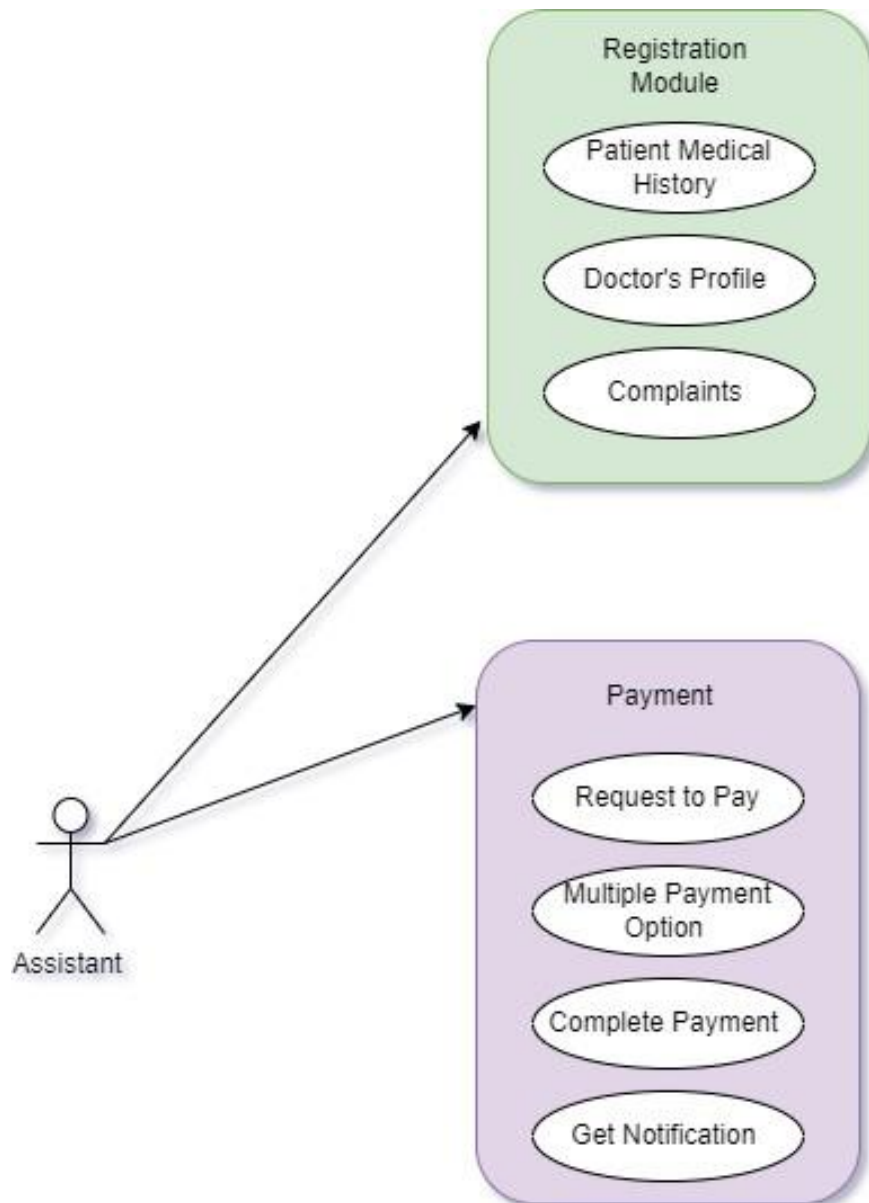 Registration
Module
Patient Medical
History
Doctor's Profile
Complaints
Payment
Request to Pay
Multiple Payment
Option
Complete Payment
Get Notification
Assistant